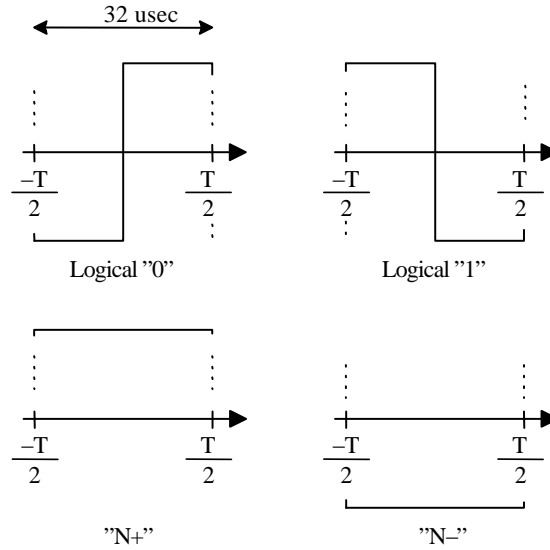 32 usec
–T
2
T
2
–T
2
T
2
Logical ”0”
Logical ”1”
–T
2
T
2
–T
2
T
2
”N+”
”N–”